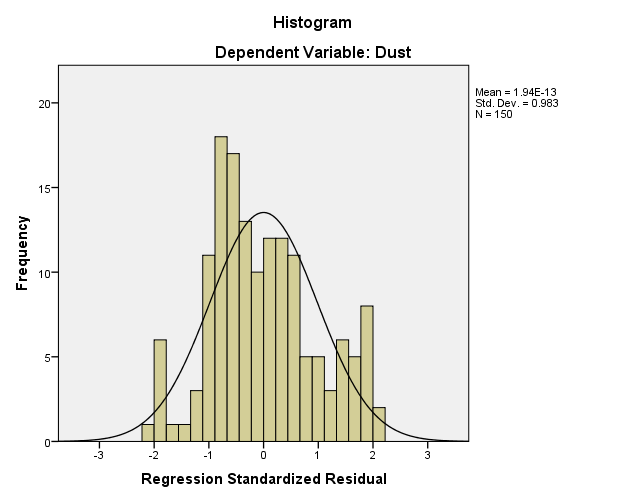 Histogram
Dependent Variable: Dust
Mean = 1.94E-13
Std. Dev. = 0.983
N = 150
Frequency
20
15
10
5
0
-3 -2 -1 0 1 2 3
Regression Standardized Residual